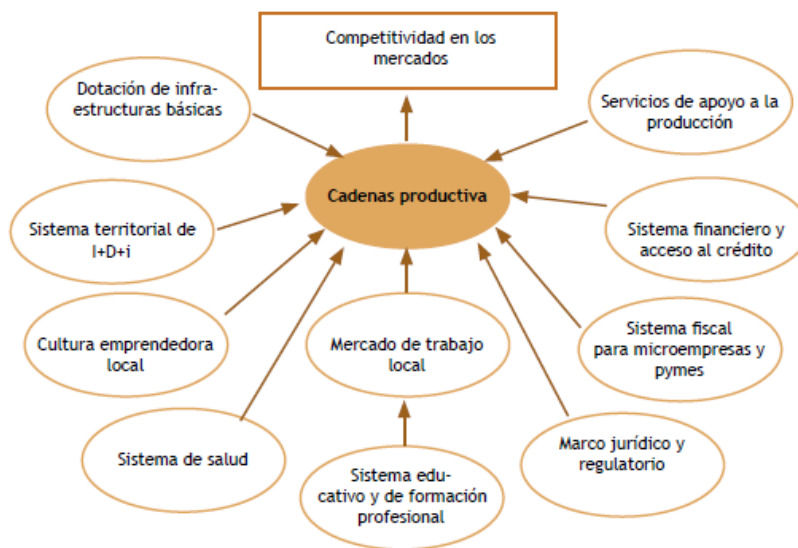 Competitividad en los
mercados
Dotación de infra-
estructuras básicas
Servicios de apoyo a la
producción
Cadenas productiva
Sistema territorial de
I+D+i
Sistema financiero y
acceso al crédito
Cultura emprendedora
local
Mercado de trabajo
local
Sistema fiscal
para microempresas y
pymes
Sistema de salud
Marco jurídico y
regulatorio
Sistema edu-
cativo y de formación
profesional